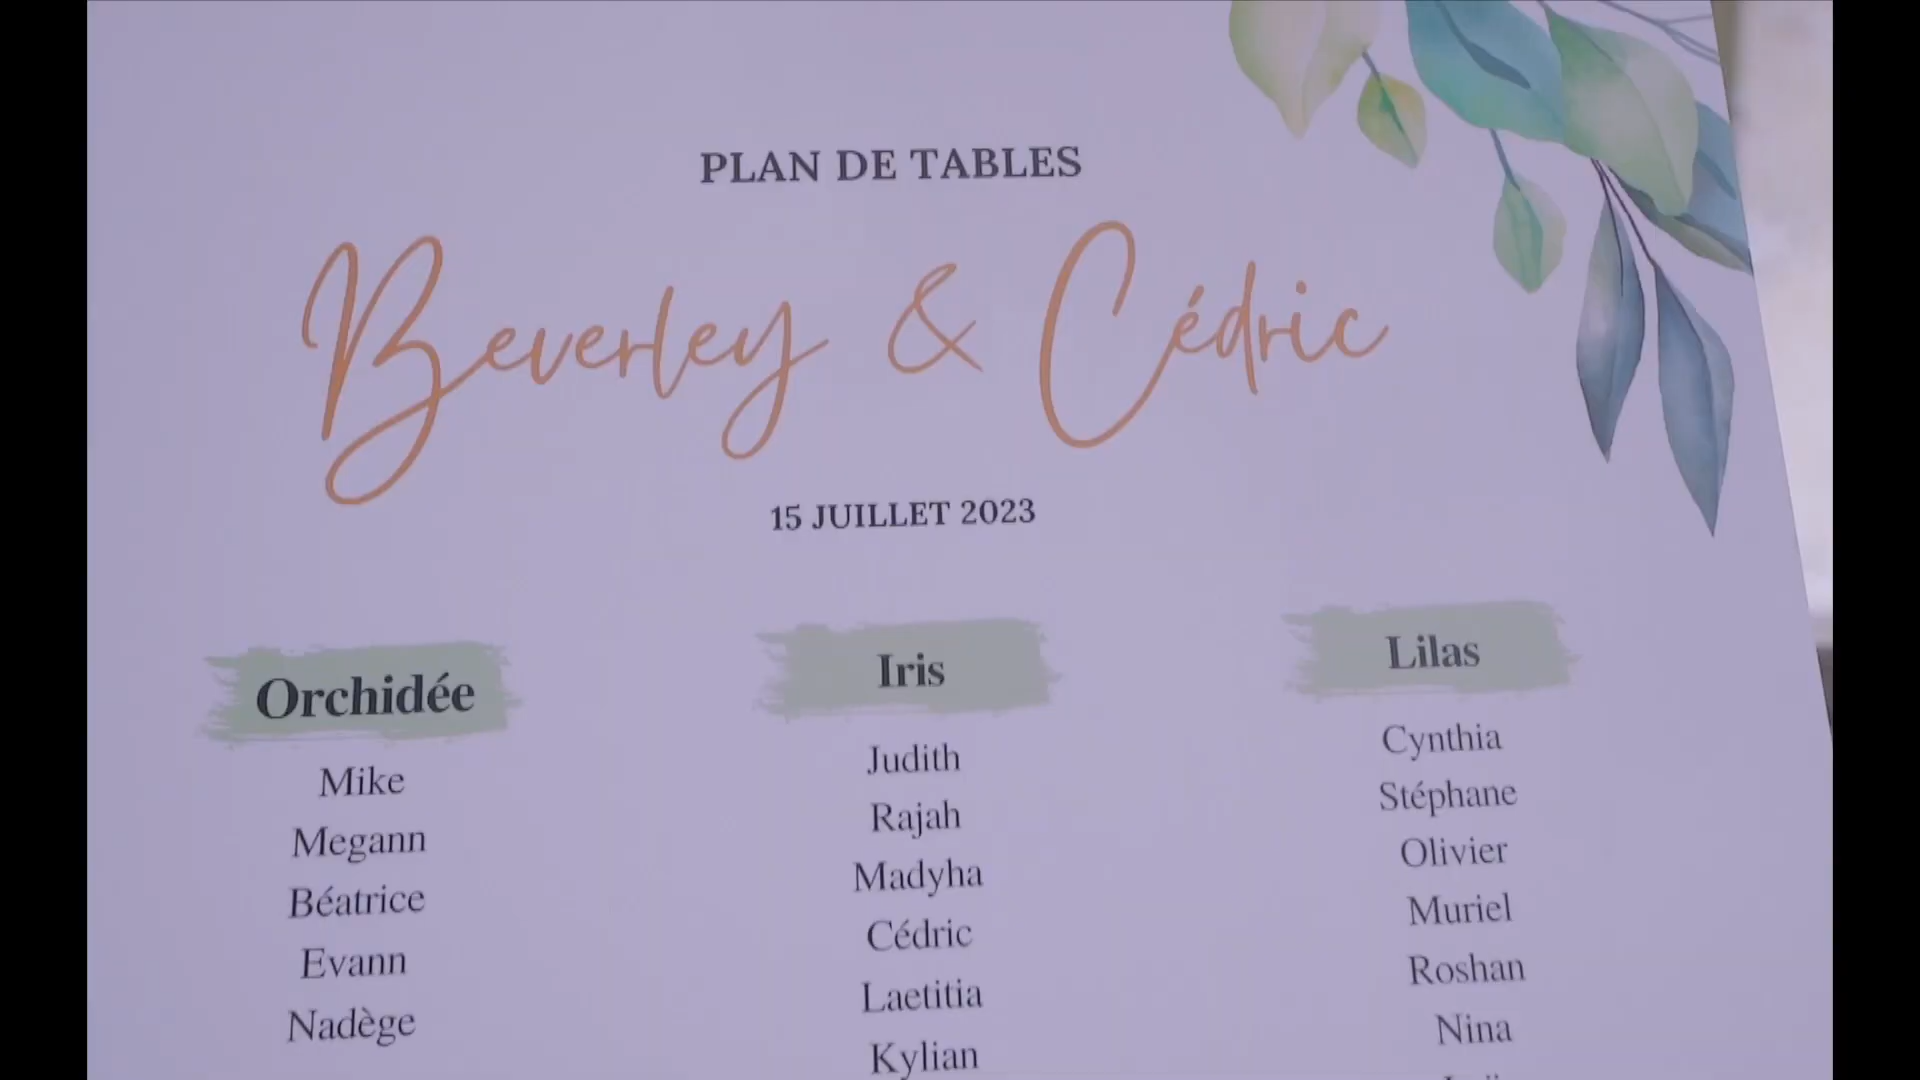 PLAN DE TABLES
Beverley & Cédric
15 JUILLET 2023
Orchidée
Mike
Megann
Béatrice
Evann
Nadège
Iris
Judith
Rajah
Madyha
Cédric
Laetitia
Kylian
Lilas
Cynthia
Stéphane
Olivier
Muriel
Roshan
Nina